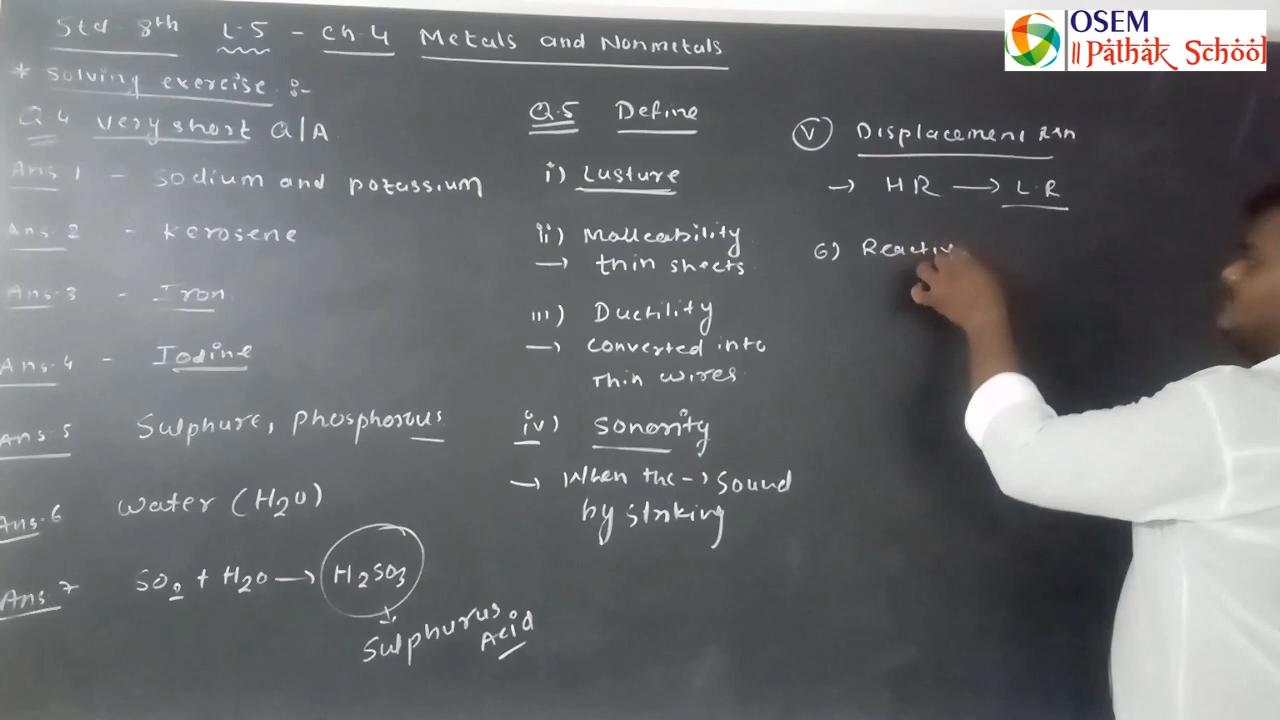 Std 8th L-5 - Ch.4 Metals and Nonmetals
* Solving exercise :-
Q.4 very short Q/A
Ans 1 - Sodium and potassium
Ans.2 - Kerosene
Ans.3 - Iron
Ans.4 - Iodine
Ans.5 Sulphure, Phosphorous
Ans.6 Water (H2O)
Ans.7 SO2 + H2O → H2SO3
Sulphurus
Acid
Q.5 Define
i) Lusture
ii) Malleability
→ thin sheets
iii) Ductility
→ converted into
thin wires
iv) Sonority
→ When the → sound
by striking
V Displacement rxn
→ HR → L.R
6) Reactiv
OSEM
॥ Pathak School